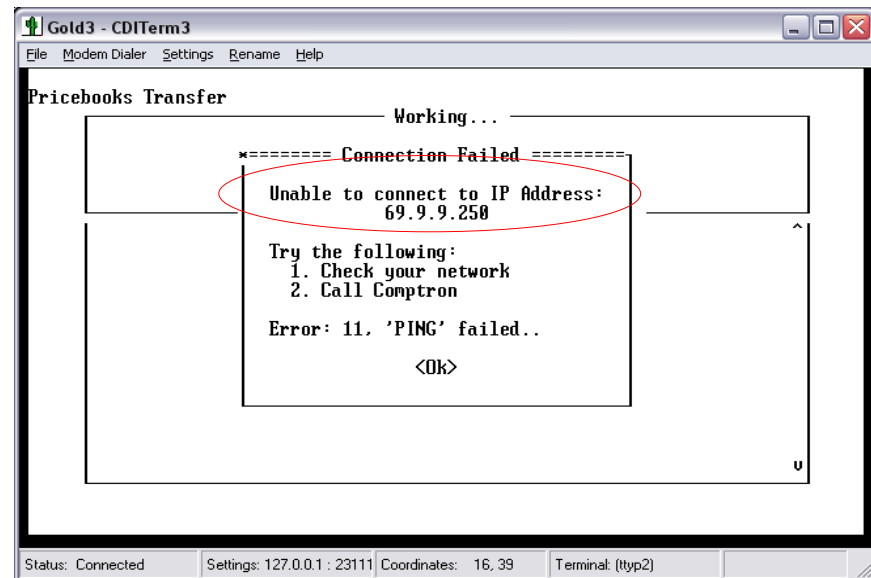 Gold3 - CDITerm3
File Modem Dialer Settings Rename Help
Pricebooks Transfer
Working...
*======== Connection Failed =========
Unable to connect to IP Address:
69.9.9.250
Try the following:
1. Check your network
2. Call Comptron
Error: 11, 'PING' failed..
<Ok>
Status: Connected Settings: 127.0.0.1 : 23111 Coordinates: 16, 39 Terminal: (ttyp2)